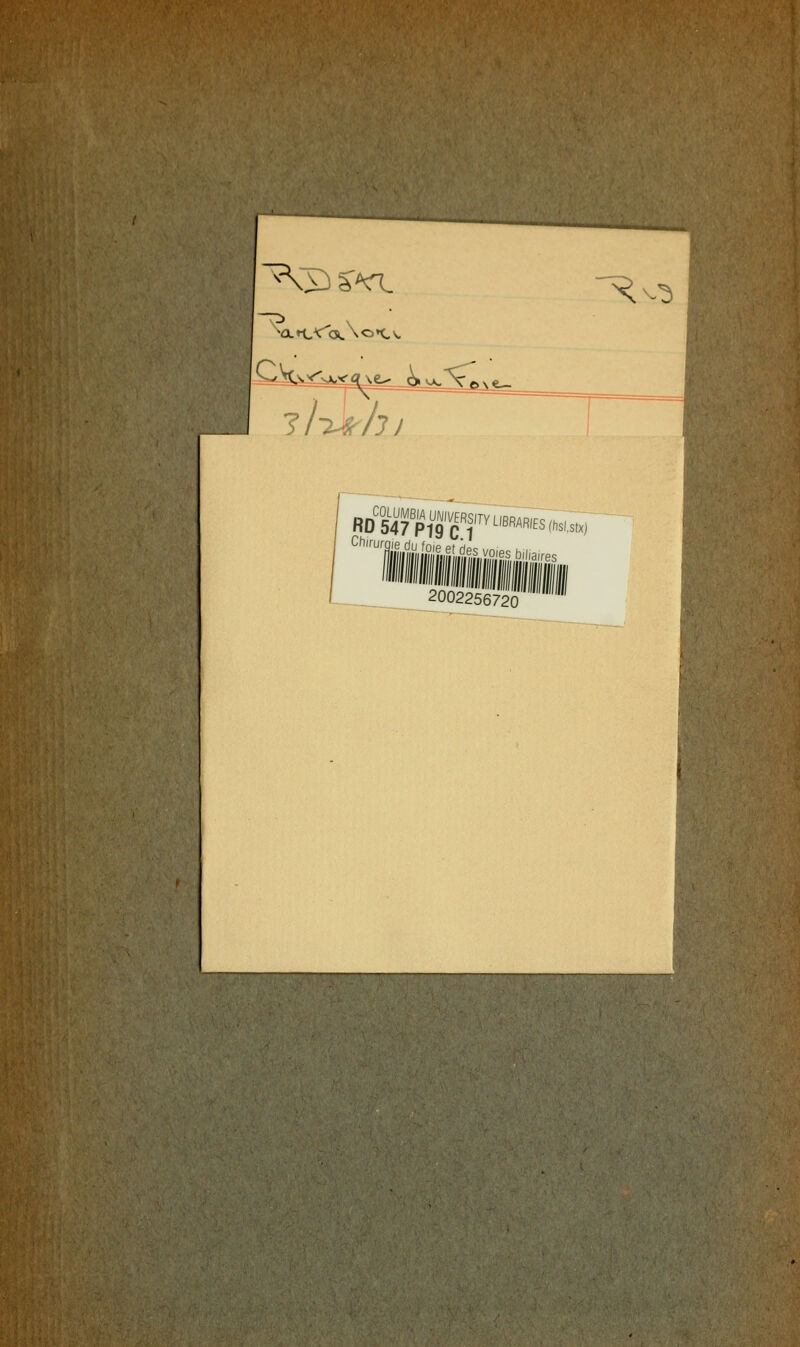 RD547 P19
Pantaloni
Chirurgie du foie
3/28/31
COLUMBIA UNIVERSITY LIBRARIES (hsl.stx)
RD 547 P19 C.1
Chirurgie du foie et des voies biliaires
2002256720